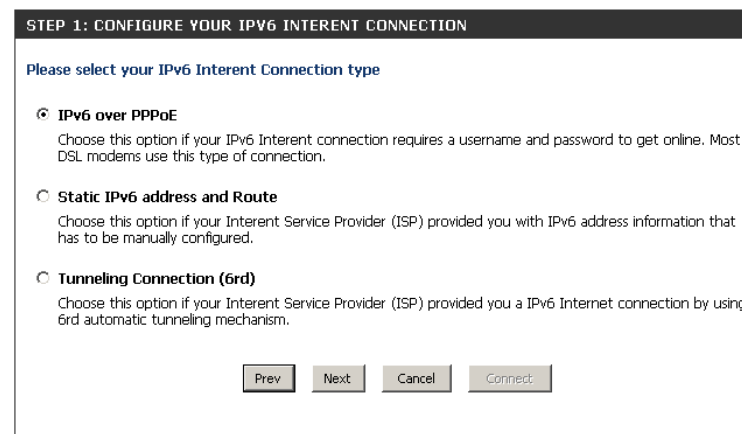 STEP 1: CONFIGURE YOUR IPV6 INTERENT CONNECTION
Please select your IPv6 Interent Connection type
IPv6 over PPPoE
Choose this option if your IPv6 Interent connection requires a username and password to get online. Most
DSL modems use this type of connection.
Static IPv6 address and Route
Choose this option if your Interent Service Provider (ISP) provided you with IPv6 address information that
has to be manually configured.
Tunneling Connection (6rd)
Choose this option if your Interent Service Provider (ISP) provided you a IPv6 Internet connection by using
6rd automatic tunneling mechanism.
Prev Next Cancel Connect